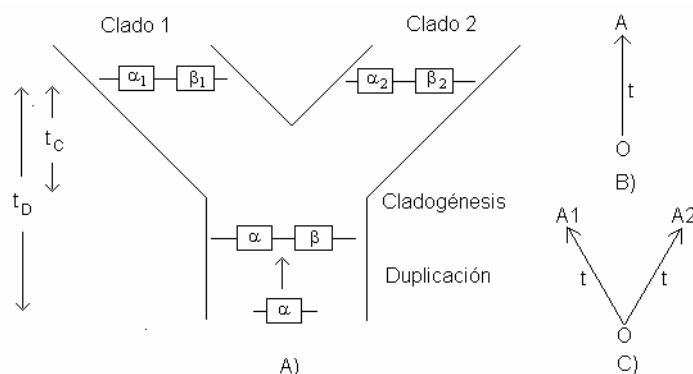 Clado 1 Clado 2
α1 β1 α2 β2
tC
tD
Cladogénesis
α β
Duplicación
α
A)
A
t
O
B)
A1 A2
t t
O
C)